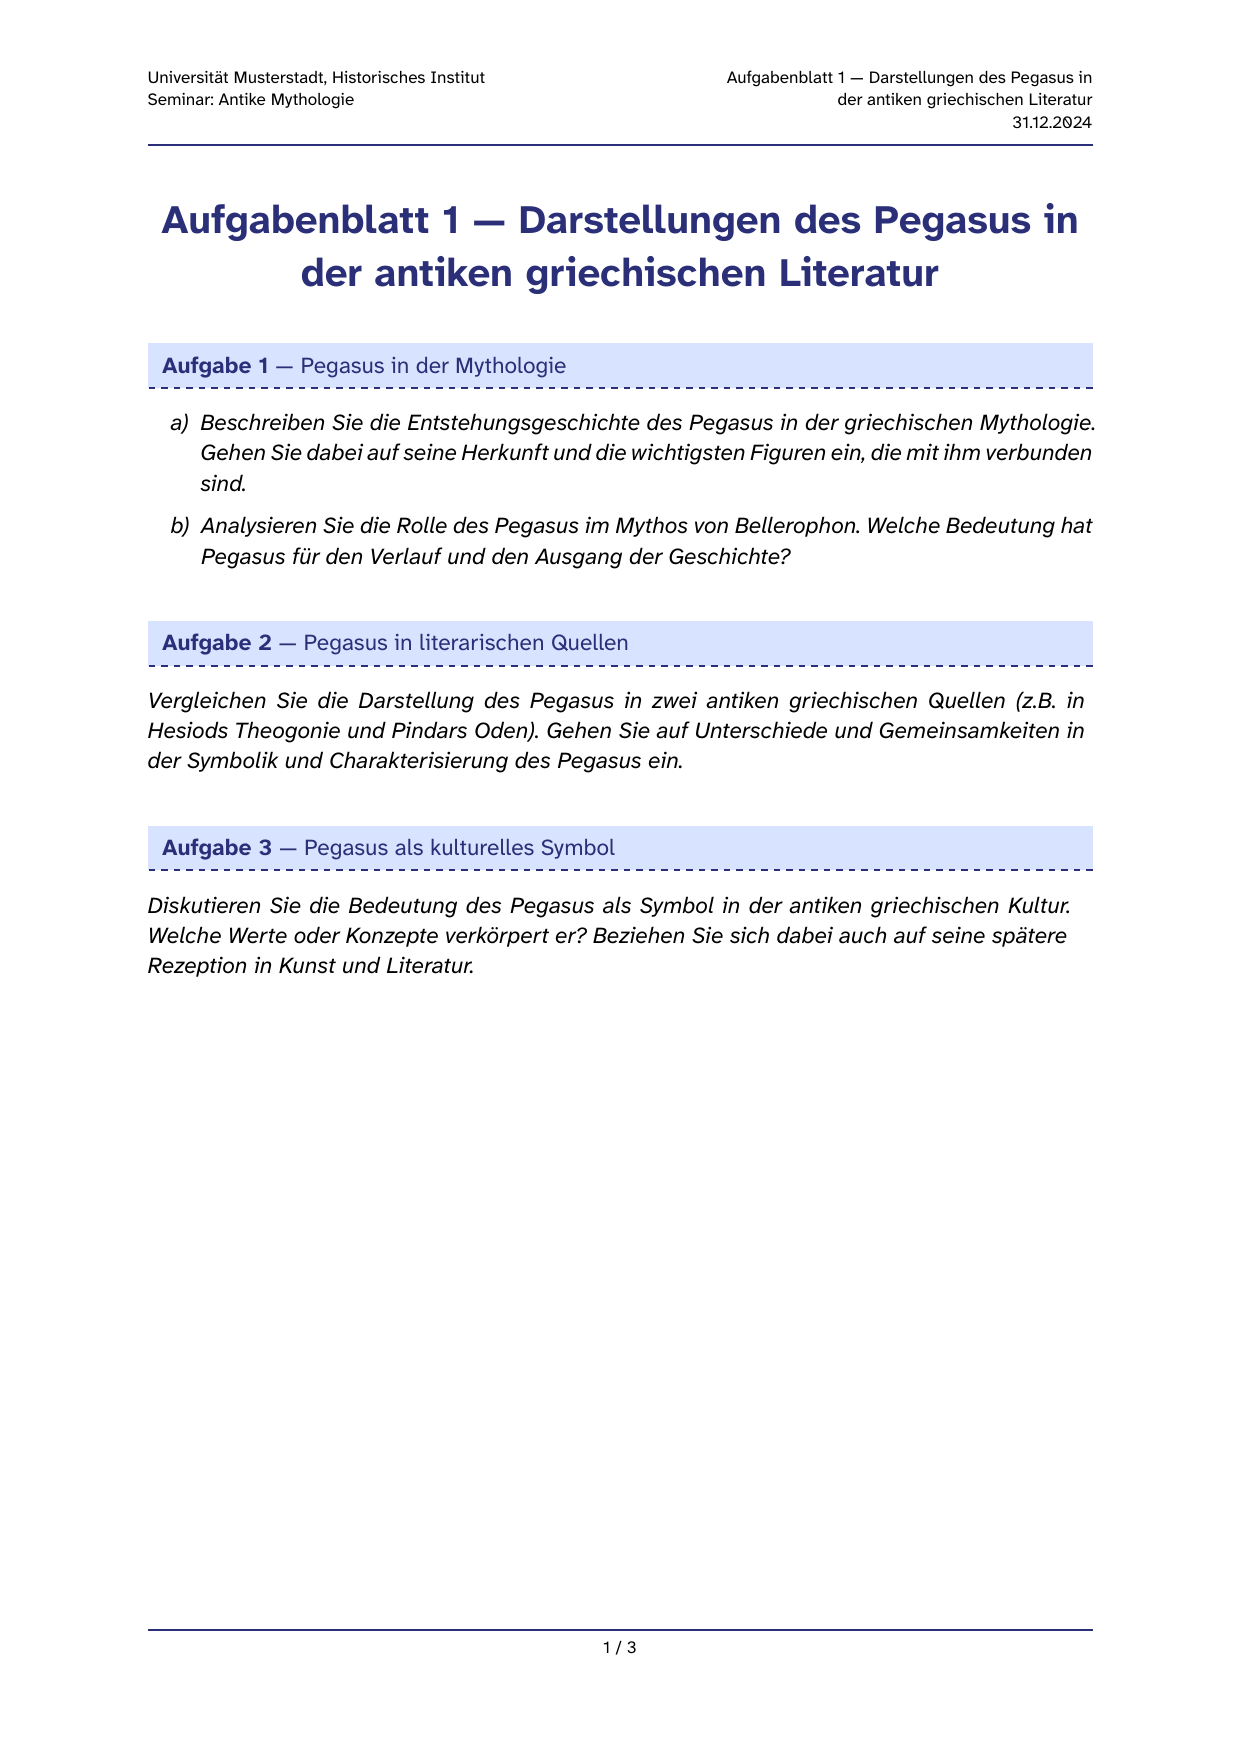 Universität Musterstadt, Historisches Institut
Seminar: Antike Mythologie
Aufgabenblatt 1 — Darstellungen des Pegasus in
der antiken griechischen Literatur
31.12.2024
Aufgabenblatt 1 — Darstellungen des Pegasus in
der antiken griechischen Literatur
Aufgabe 1 — Pegasus in der Mythologie
a) Beschreiben Sie die Entstehungsgeschichte des Pegasus in der griechischen Mythologie.
Gehen Sie dabei auf seine Herkunft und die wichtigsten Figuren ein, die mit ihm verbunden
sind.
b) Analysieren Sie die Rolle des Pegasus im Mythos von Bellerophon. Welche Bedeutung hat
Pegasus für den Verlauf und den Ausgang der Geschichte?
Aufgabe 2 — Pegasus in literarischen Quellen
Vergleichen Sie die Darstellung des Pegasus in zwei antiken griechischen Quellen (z.B. in
Hesiods Theogonie und Pindars Oden). Gehen Sie auf Unterschiede und Gemeinsamkeiten in
der Symbolik und Charakterisierung des Pegasus ein.
Aufgabe 3 — Pegasus als kulturelles Symbol
Diskutieren Sie die Bedeutung des Pegasus als Symbol in der antiken griechischen Kultur.
Welche Werte oder Konzepte verkörpert er? Beziehen Sie sich dabei auch auf seine spätere
Rezeption in Kunst und Literatur.
1 / 3